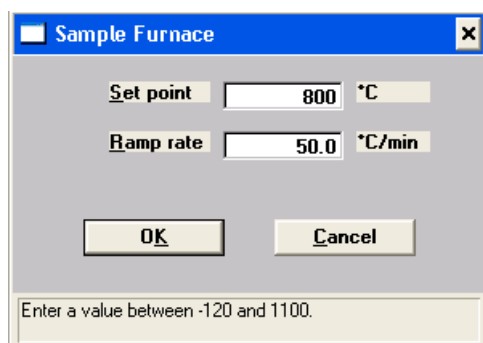 Sample Furnace
Set point 800 °C
Ramp rate 50.0 °C/min
OK Cancel
Enter a value between -120 and 1100.